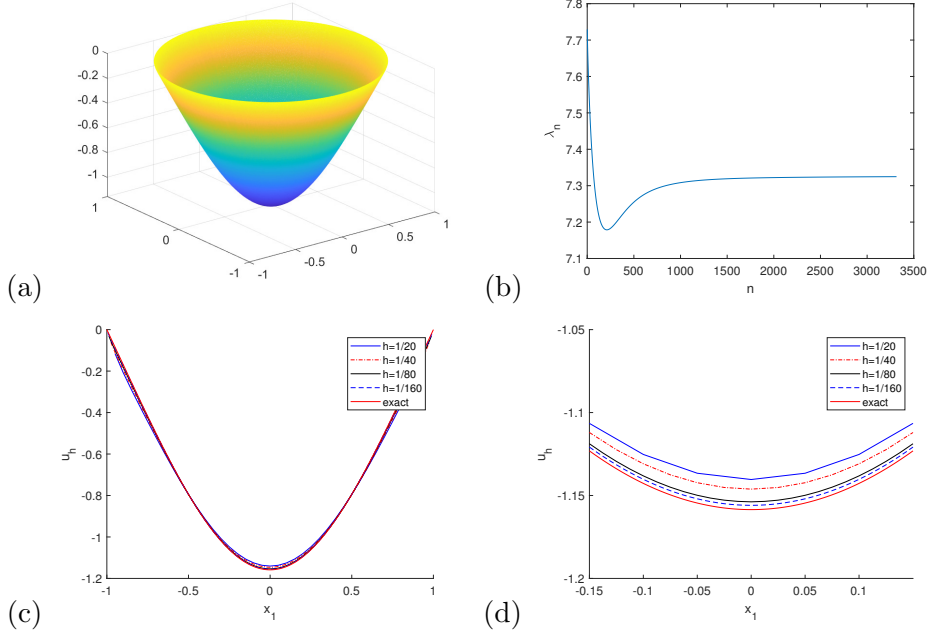 (a)
0
-0.2
-0.4
-0.6
-0.8
-1
1
0
-1
-1
-0.5
0
0.5
1
(b)
7.8
7.7
7.6
7.5
7.4
7.3
7.2
7.1
λn
0 500 1000 1500 2000 2500 3000 3500
n
(c)
0
-0.2
-0.4
-0.6
-0.8
-1
-1.2
uh
-1 -0.5 0 0.5 1
x1
h=1/20
h=1/40
h=1/80
h=1/160
exact
(d)
-1.05
-1.1
-1.15
-1.2
uh
-0.15 -0.1 -0.05 0 0.05 0.1
x1
h=1/20
h=1/40
h=1/80
h=1/160
exact